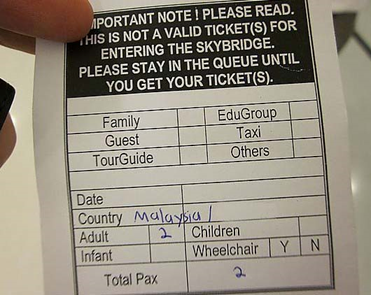 IMPORTANT NOTE ! PLEASE READ.
THIS IS NOT A VALID TICKET(S) FOR
ENTERING THE SKYBRIDGE.
PLEASE STAY IN THE QUEUE UNTIL
YOU GET YOUR TICKET(S).
Family EduGroup
Guest Taxi
TourGuide Others
Date
Country Malaysia /
Adult 2 Children
Infant Wheelchair Y N
Total Pax 2